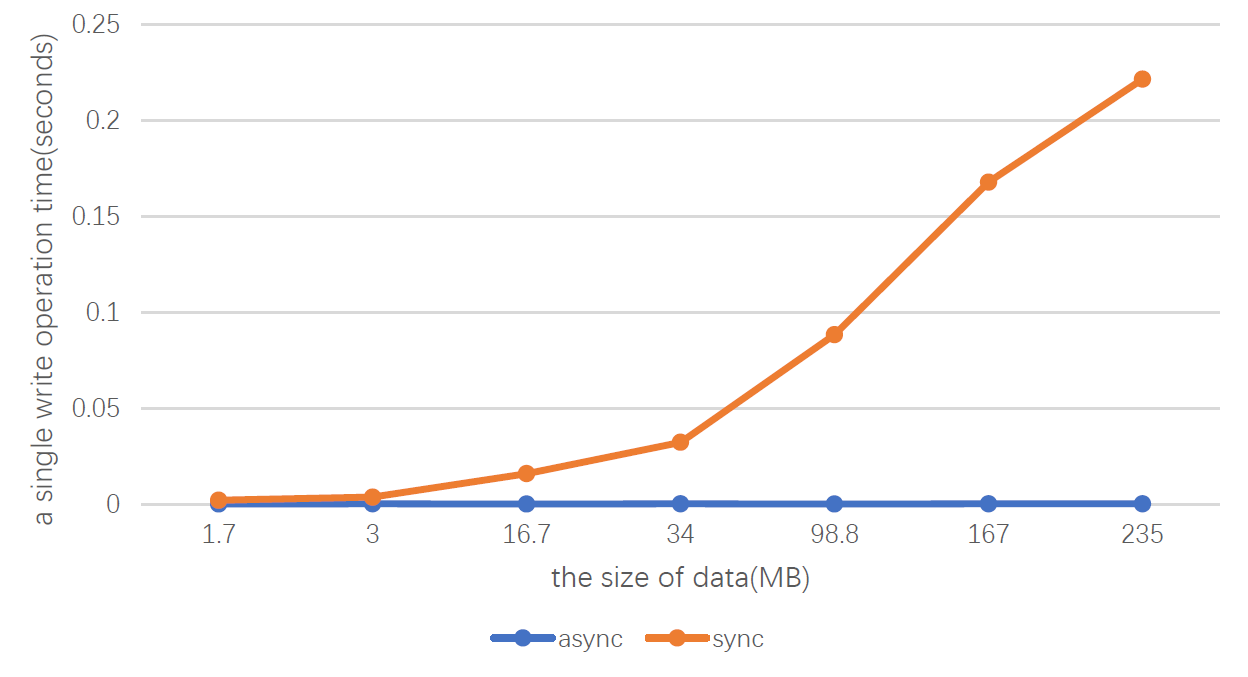 a single write operation time(seconds)
0.25
0.2
0.15
0.1
0.05
0
1.7 3 16.7 34 98.8 167 235
the size of data(MB)
async sync